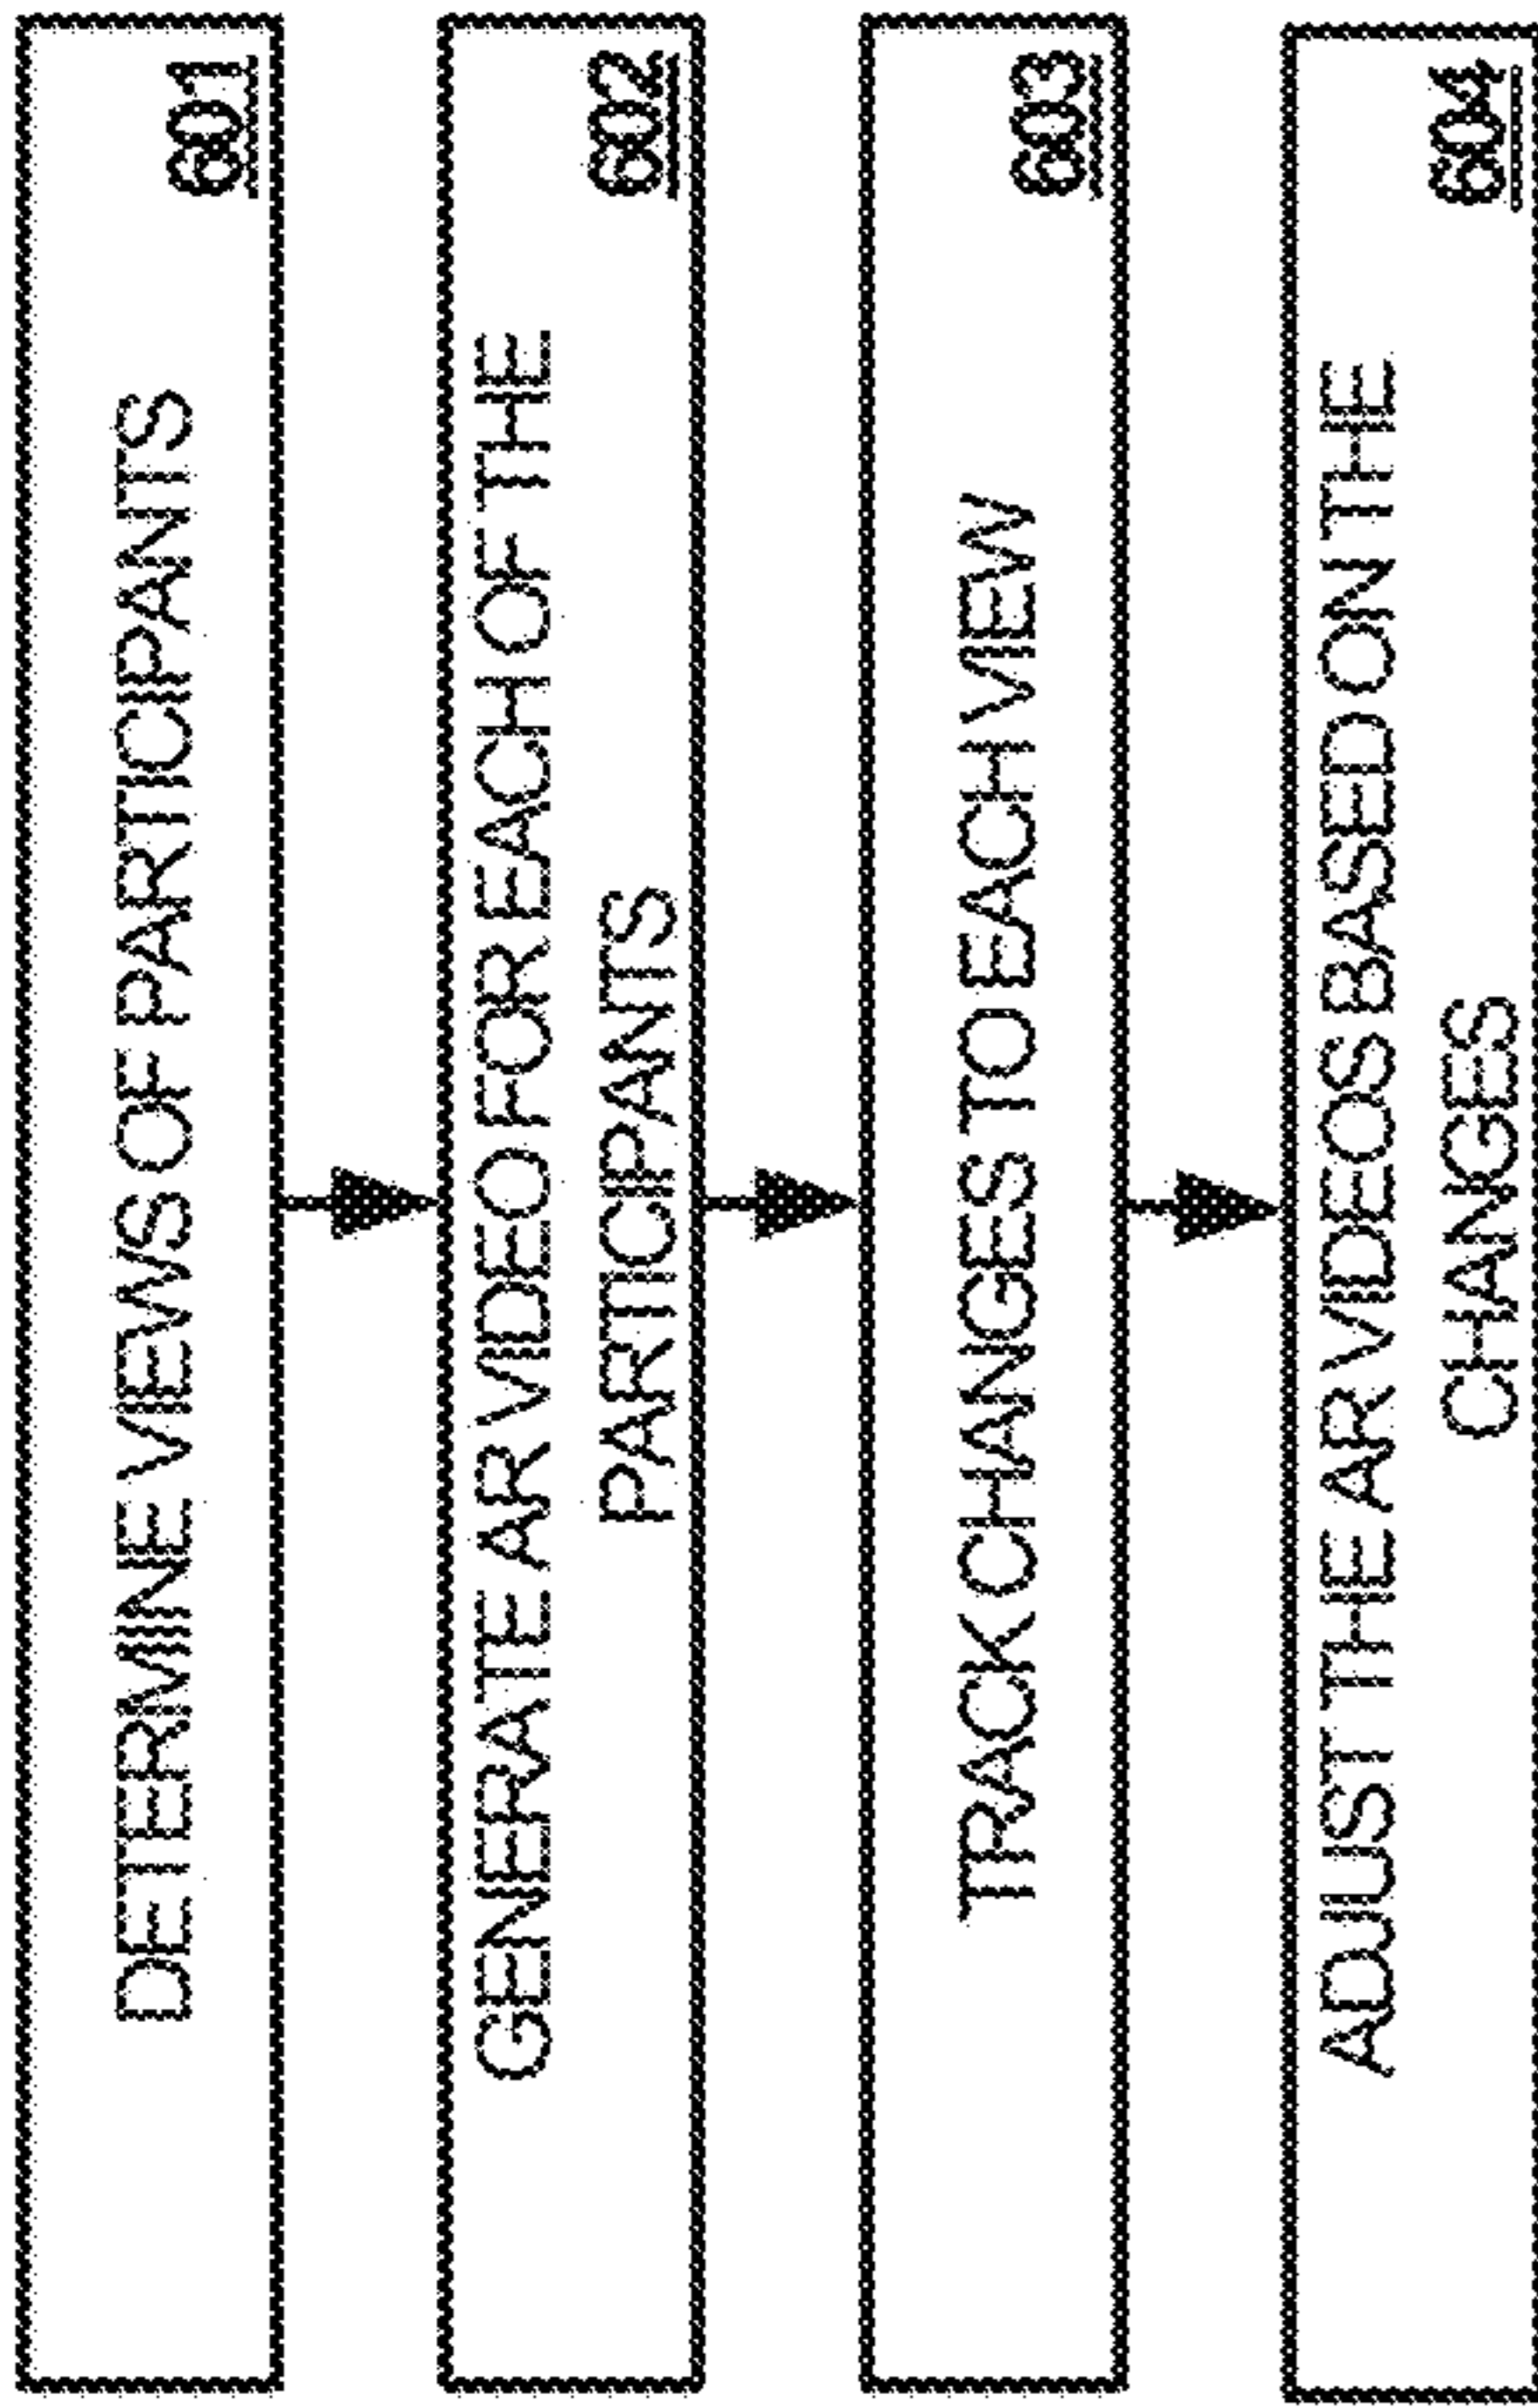 DETERMINE VIEWS OF PARTICIPANTS
601
GENERATE AR VIDEO FOR EACH OF THE
PARTICIPANTS
602
TRACK CHANGES TO EACH VIEW
603
ADJUST THE AR VIDEOS BASED ON THE
CHANGES
604